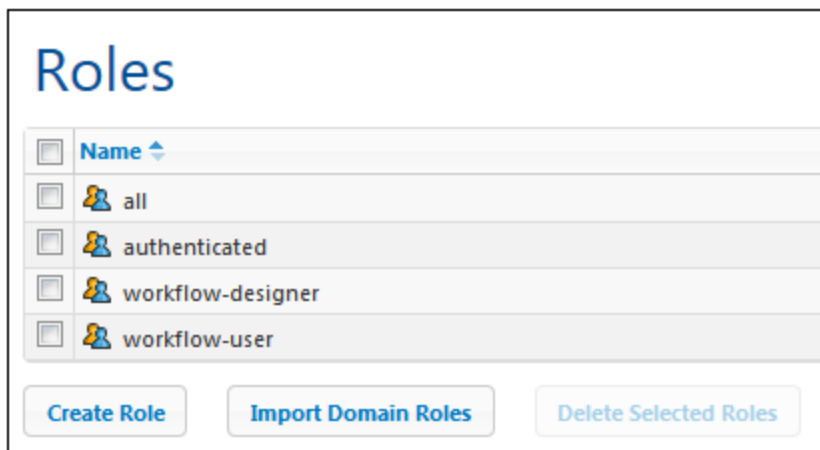 Roles
Name
all
authenticated
workflow-designer
workflow-user
Create Role Import Domain Roles Delete Selected Roles